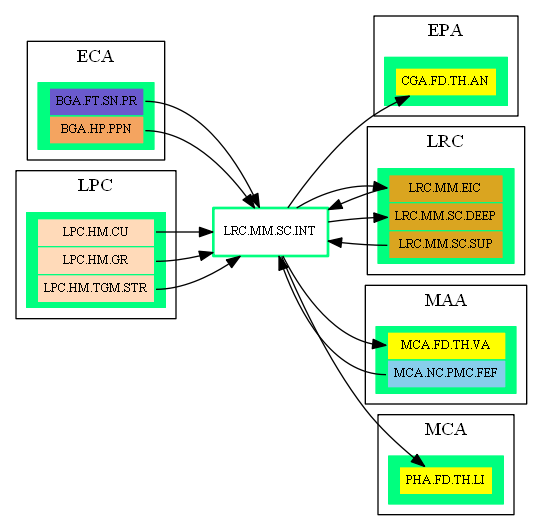 ECA
BGA.FT.SN.PR
BGA.HP.PPN
LPC
LPC.HM.CU
LPC.HM.GR
LPC.HM.TGM.STR
LRC.MM.SC.INT
EPA
CGA.FD.TH.AN
LRC
LRC.MM.EIC
LRC.MM.SC.DEEP
LRC.MM.SC.SUP
MAA
MCA.FD.TH.VA
MCA.NC.PMC.FEF
MCA
PHA.FD.TH.LI